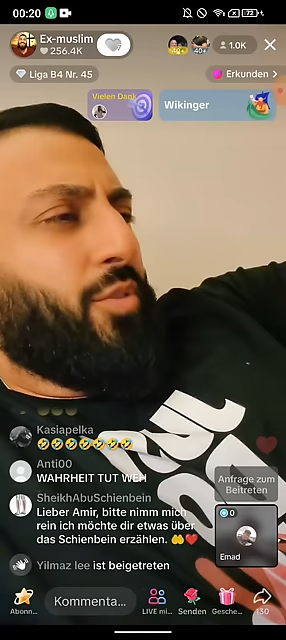 00:20
72
Ex-muslim
256.4K
40+
40+
1.0K
Liga B4 Nr. 45
Erkunden >
Vielen Dank
Wikinger
Kasiapelka
🤣🤣🤣🤣🤣🤣🤣
Anti00
WAHRHEIT TUT WEH
SheikhAbuSchienbein
Lieber Amir, bitte nimm mich
rein ich möchte dir etwas über
das Schienbein erzählen. 🤲❤️
Yilmaz lee ist beigetreten
Anfrage zum
Beitreten
0
Emad
Abonn...
Kommenta...
LIVE mi...
Senden
Gesche...
130